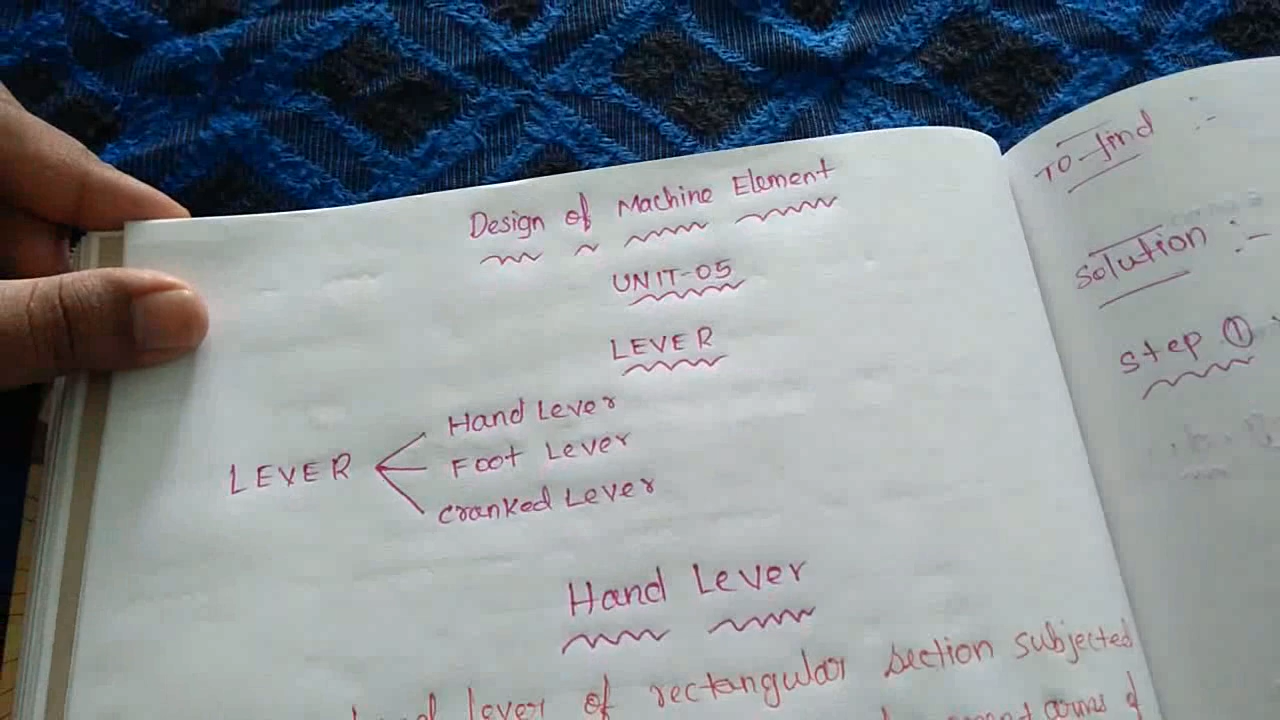 Design of Machine Element
UNIT-05
LEVER
LEVER
Hand Lever
Foot Lever
Cranked Lever
Hand Lever
lever of rectangular section subjected
of
To find :-
Solution :-
Step ①